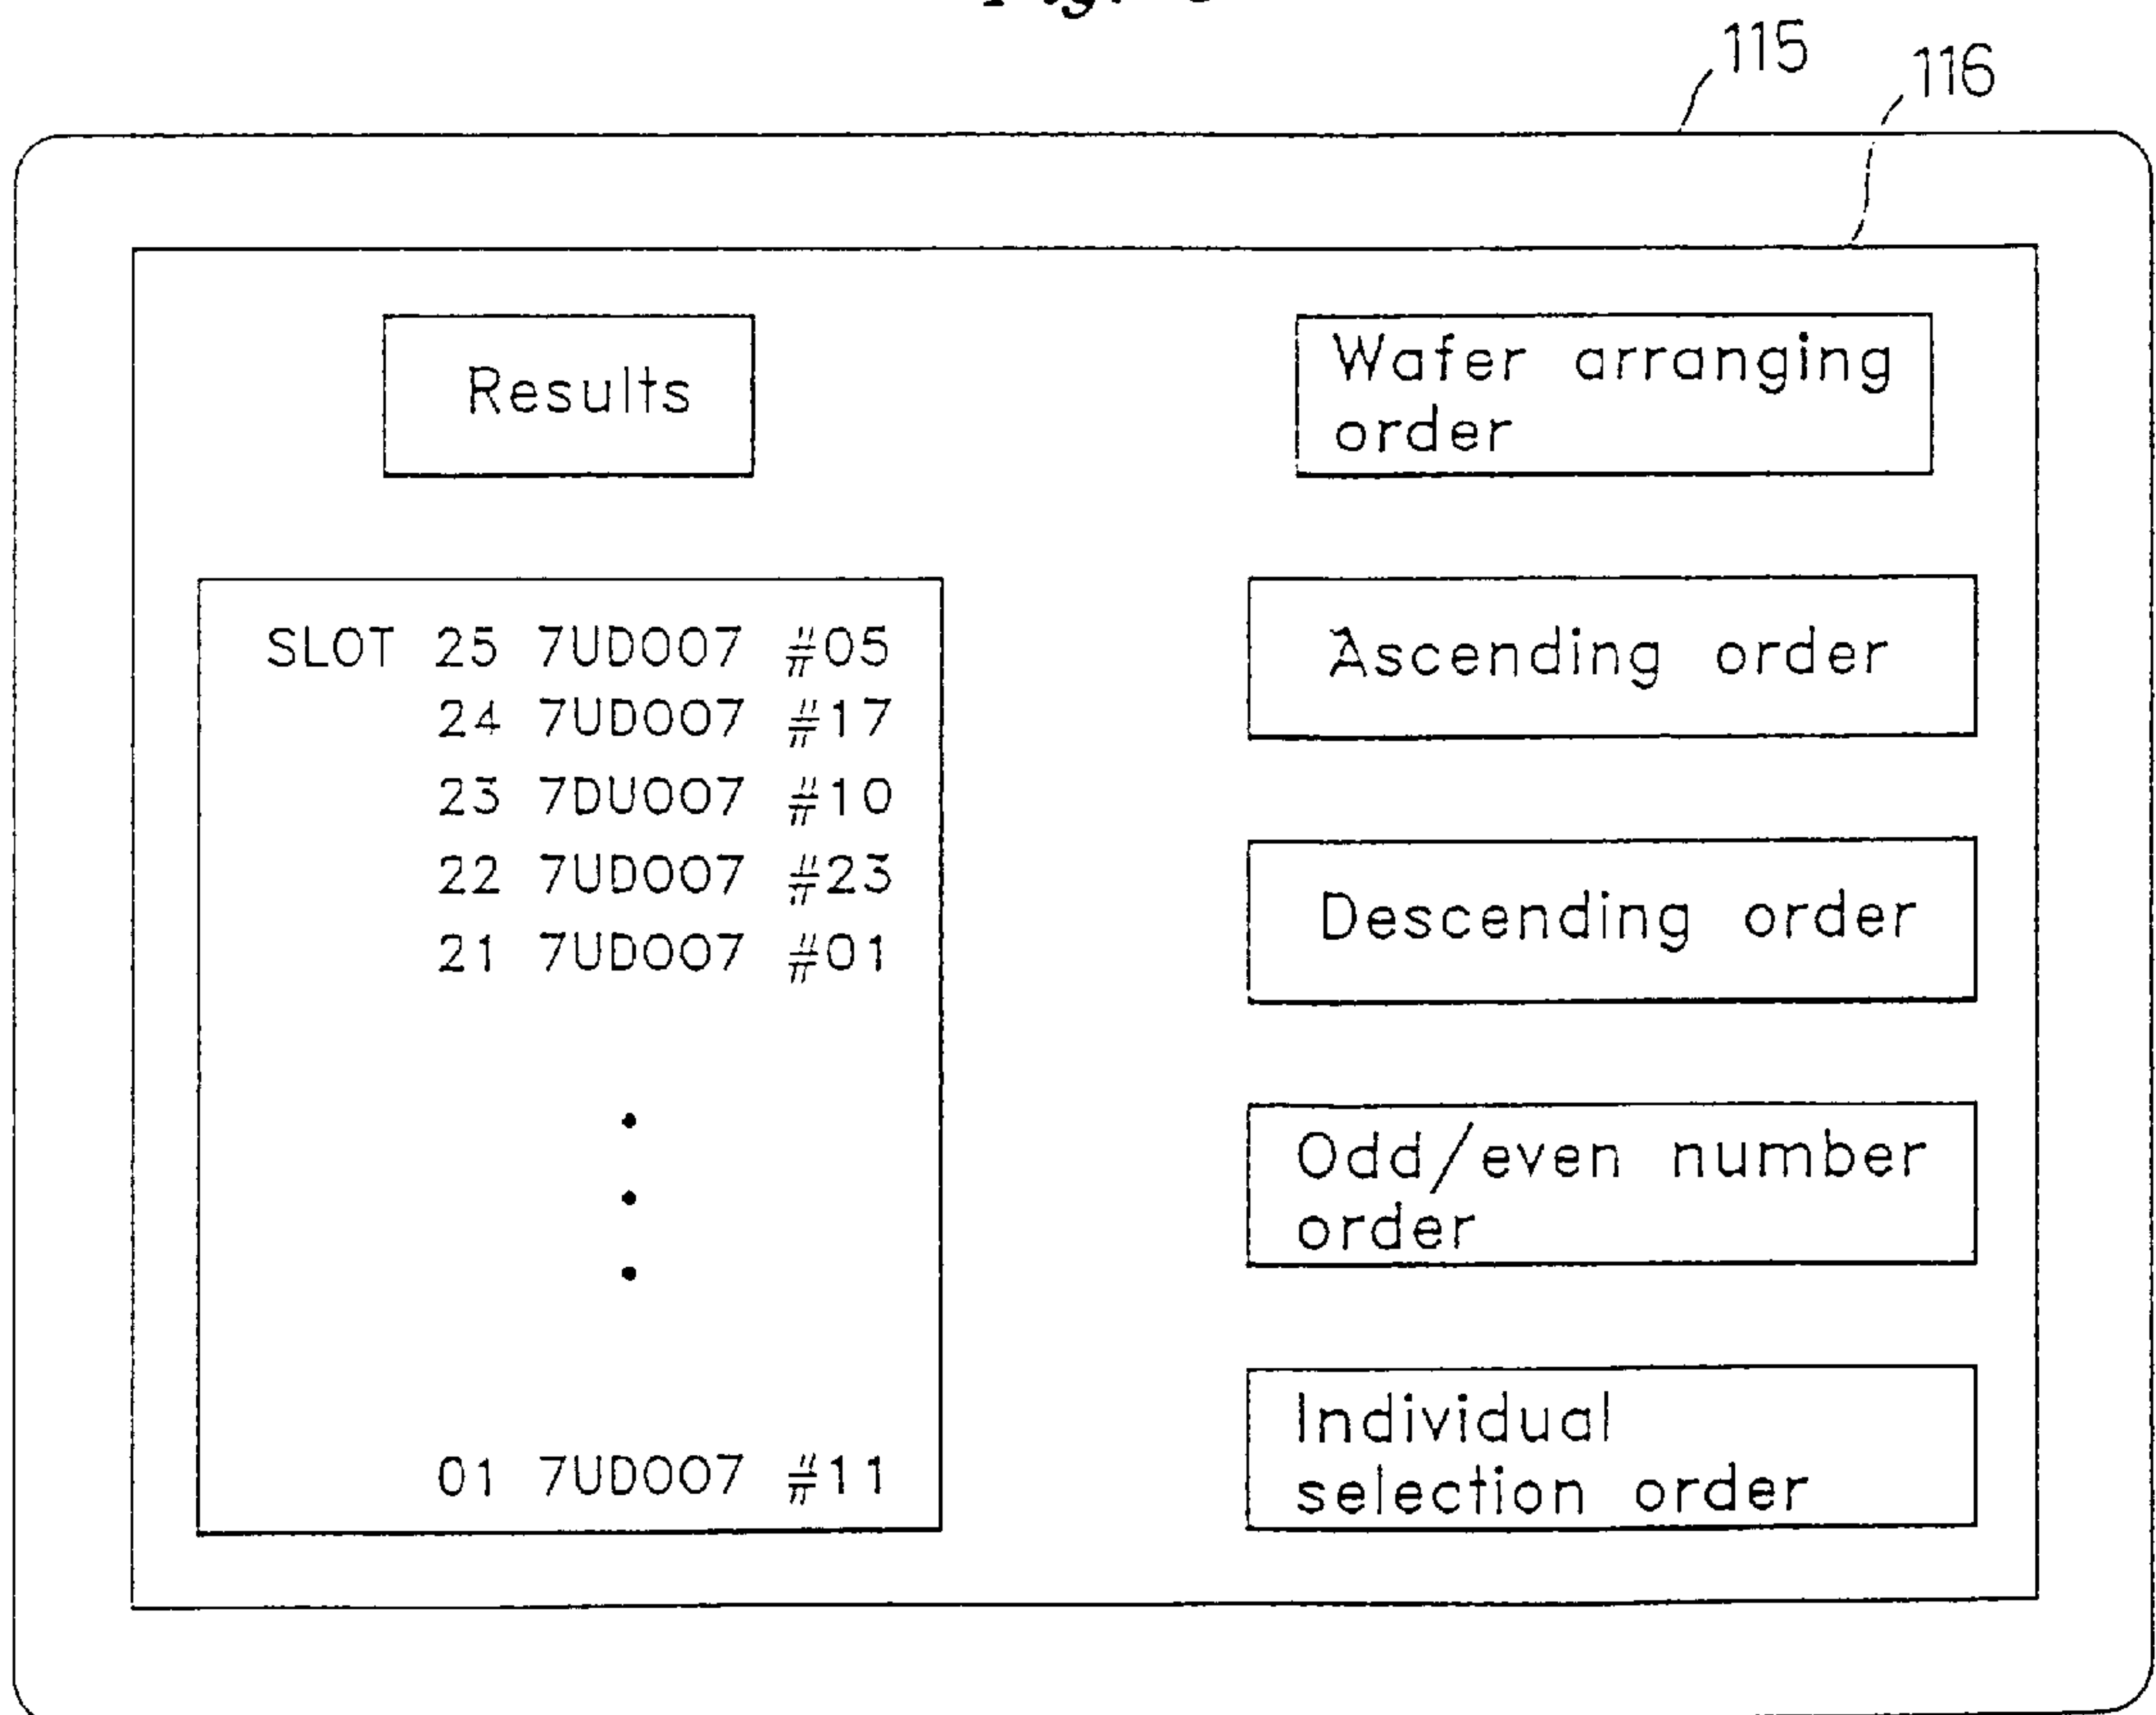 Fig.
115
116
Results
Wafer arranging
order
SLOT 25 7UD007 #05
24 7UD007 #17
23 7DU007 #10
22 7UD007 #23
21 7UD007 #01
01 7UD007 #11
Ascending order
Descending order
Odd/even number
order
Individual
selection order